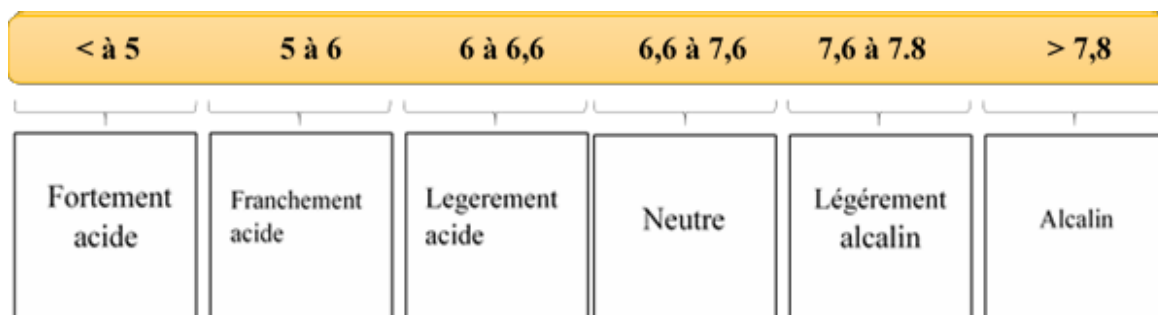 < à 5 5 à 6 6 à 6,6 6,6 à 7,6 7,6 à 7.8 > 7,8
Fortement
acide
Franchement
acide
Legerement
acide
Neutre
Légérement
alcalin
Alcalin